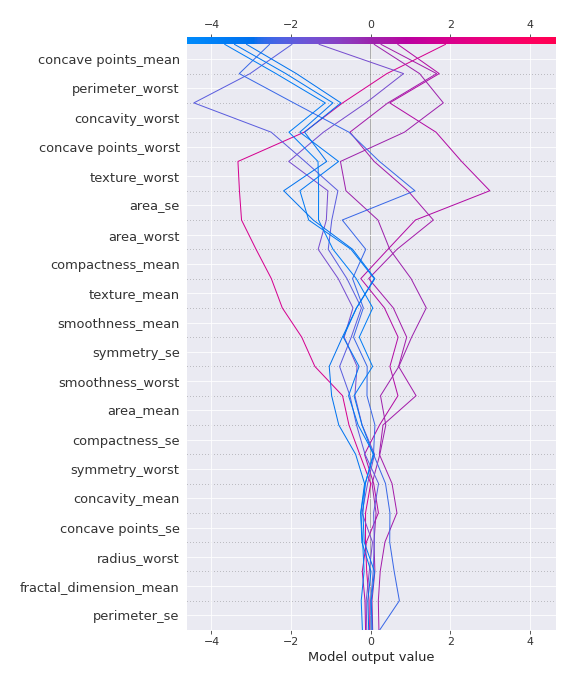 −4 −2 0 2 4
concave points_mean
perimeter_worst
concavity_worst
concave points_worst
texture_worst
area_se
area_worst
compactness_mean
texture_mean
smoothness_mean
symmetry_se
smoothness_worst
area_mean
compactness_se
symmetry_worst
concavity_mean
concave points_se
radius_worst
fractal_dimension_mean
perimeter_se
−4 −2 0 2 4
Model output value